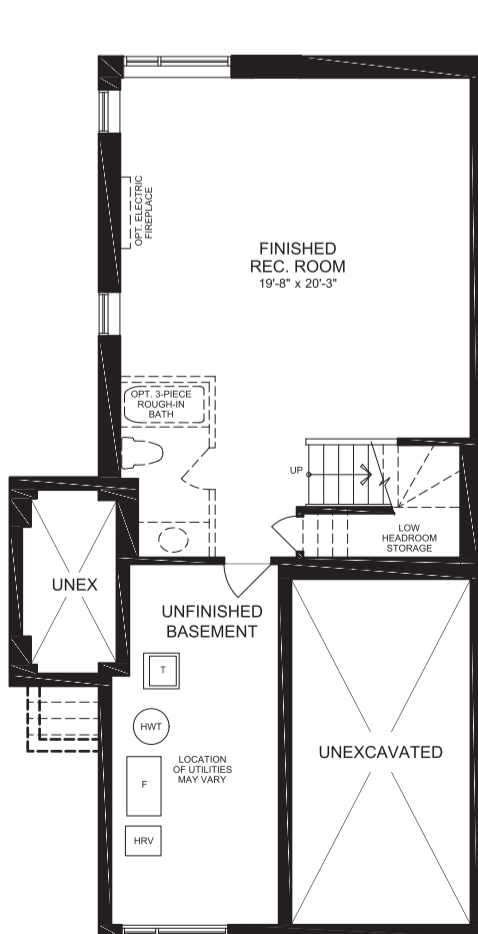 OPT. ELECTRIC
FIREPLACE
FINISHED
REC. ROOM
19'-8" x 20'-3"
OPT. 3-PIECE
ROUGH-IN
BATH
UP
LOW
HEADROOM
STORAGE
UNEX
UNFINISHED
BASEMENT
T
HWT
LOCATION
OF UTILITIES
MAY VARY
F
HRV
UNEXCAVATED